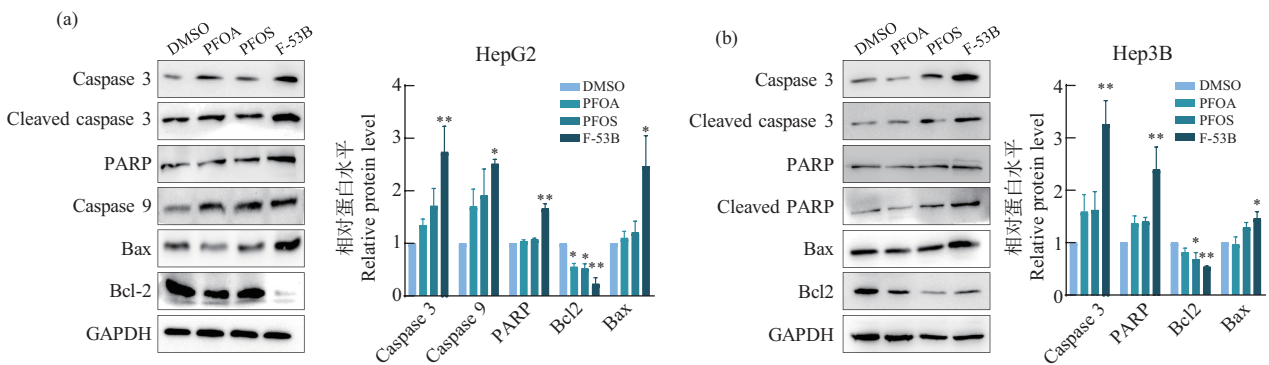 (a)
DMSO PFOA PFOS F-53B
Caspase 3
Cleaved caspase 3
PARP
Caspase 9
Bax
Bcl-2
GAPDH
HepG2
DMSO
PFOA
PFOS
F-53B
相对蛋白水平
Relative protein level
4
3
2
1
0
** * ** * * ** *
Caspase 3 Caspase 9 PARP Bcl2 Bax
(b)
DMSO PFOA PFOS F-53B
Caspase 3
Cleaved caspase 3
PARP
Cleaved PARP
Bax
Bcl2
GAPDH
Hep3B
DMSO
PFOA
PFOS
F-53B
相对蛋白水平
Relative protein level
4
3
2
1
0
** ** * ** *
Caspase 3 PARP Bcl2 Bax